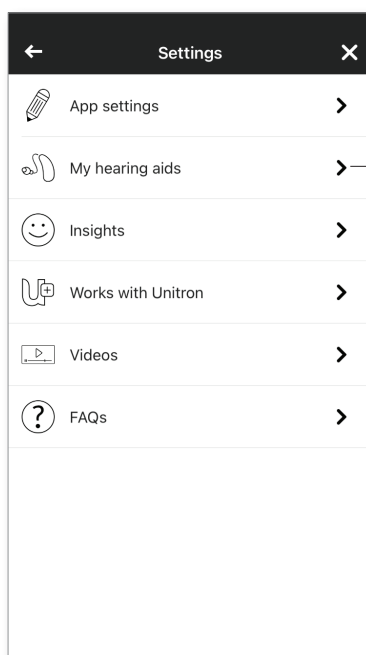 Settings
App settings
My hearing aids
Insights
Works with Unitron
Videos
FAQs